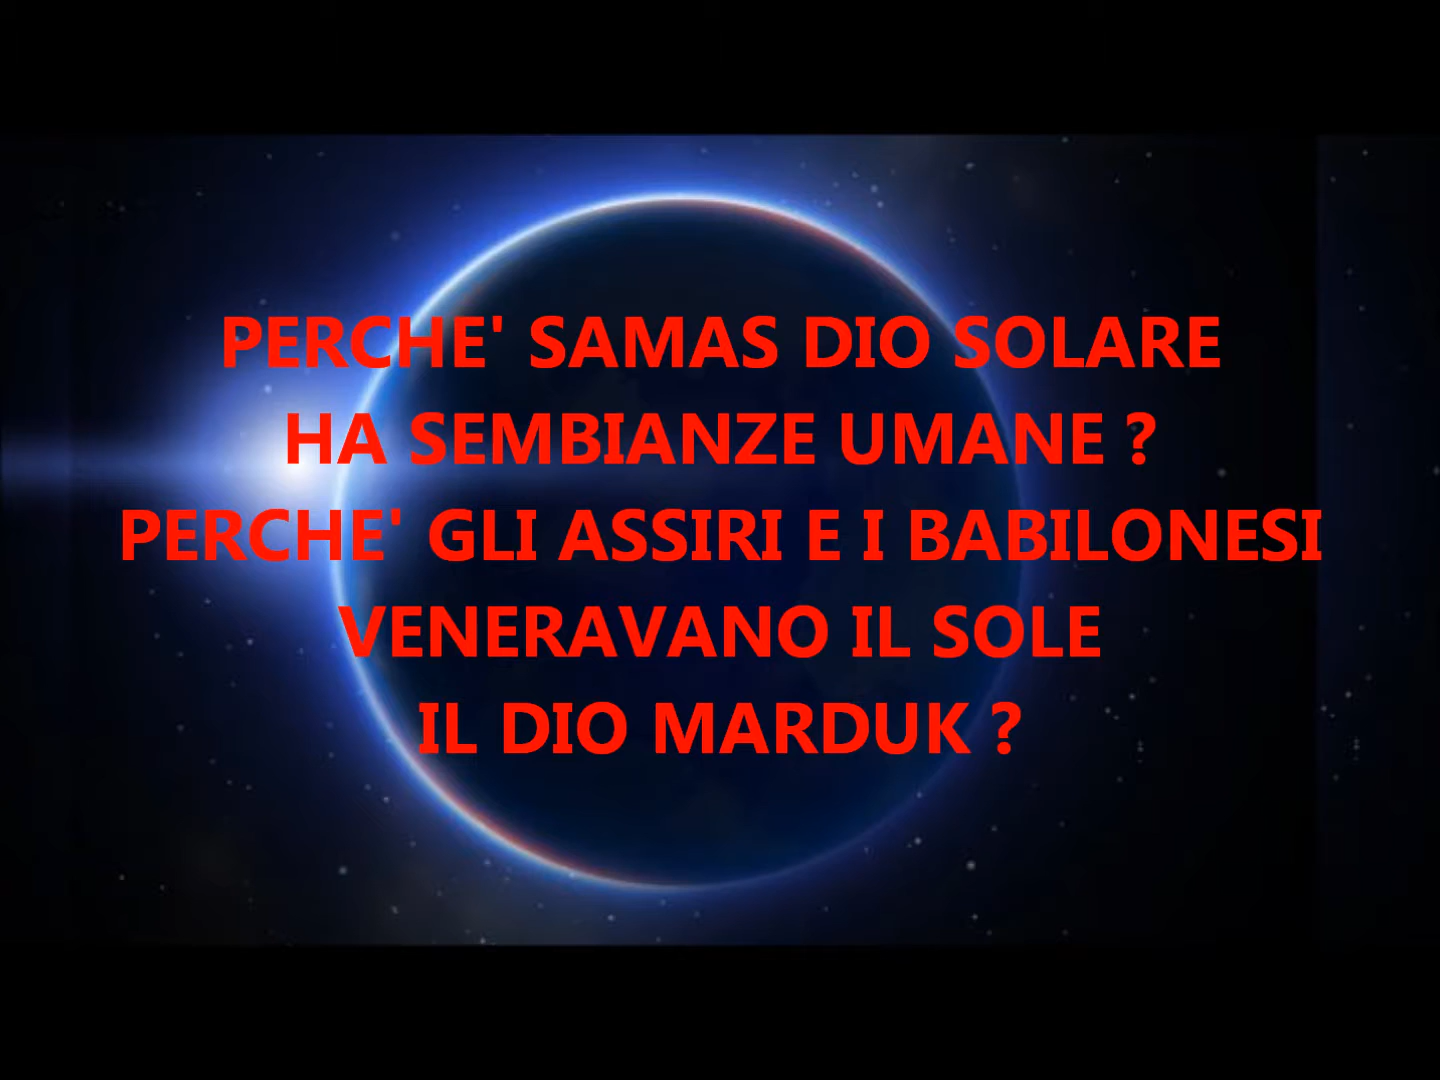 PERCHE' SAMAS DIO SOLARE
HA SEMBIANZE UMANE ?
PERCHE' GLI ASSIRI E I BABILONESI
VENERAVANO IL SOLE
IL DIO MARDUK ?